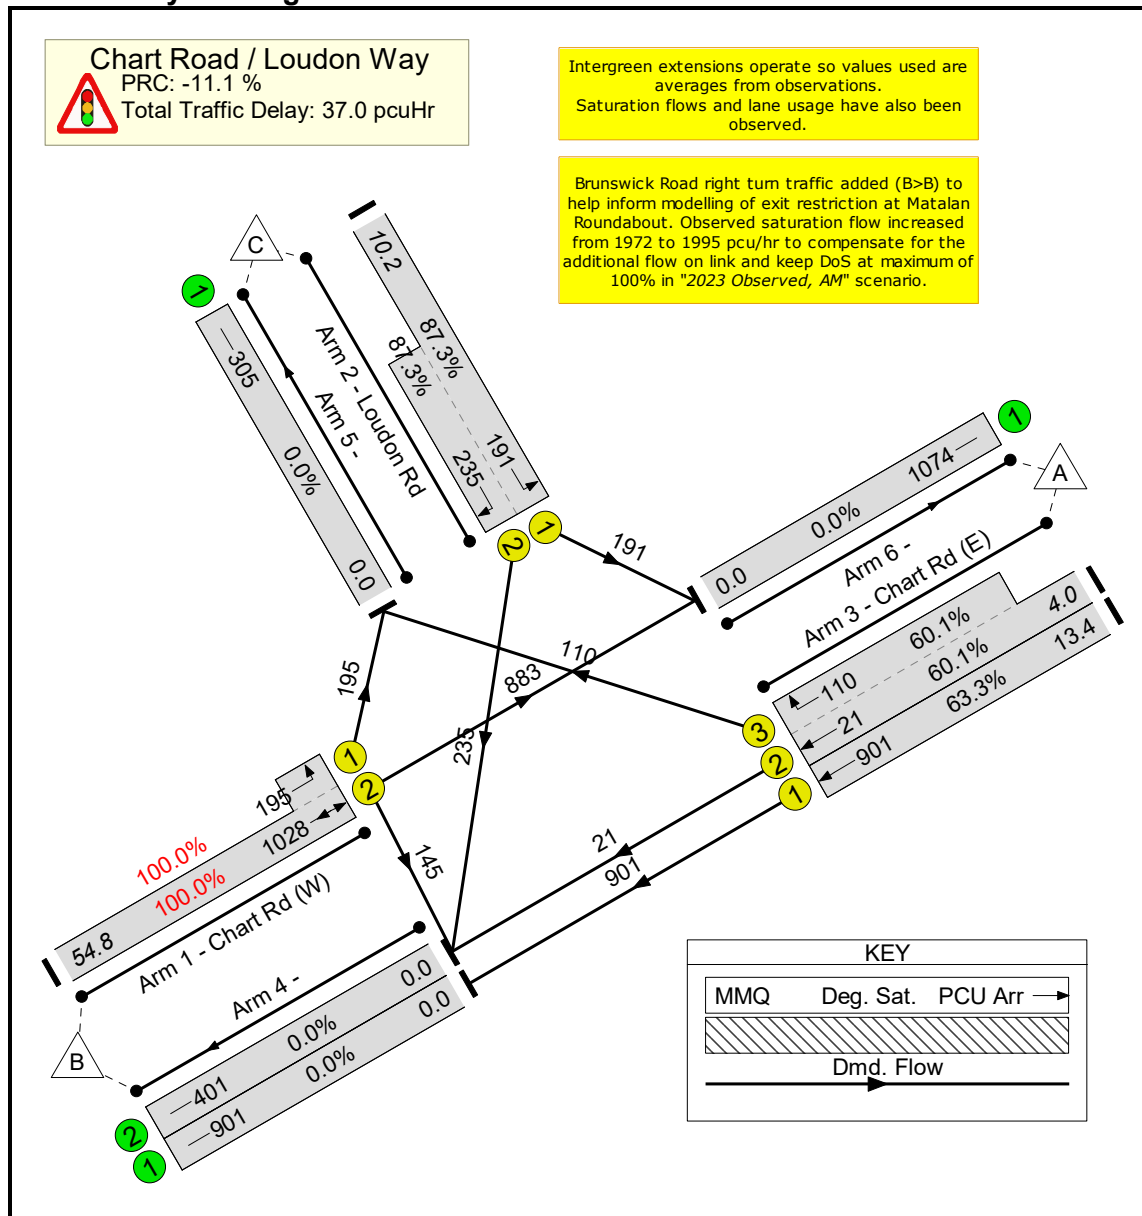 Chart Road / Loudon Way
PRC: -11.1 %
Total Traffic Delay: 37.0 pcuHr
Intergreen extensions operate so values used are
averages from observations.
Saturation flows and lane usage have also been
observed.
Brunswick Road right turn traffic added (B>B) to
help inform modelling of exit restriction at Matalan
Roundabout. Observed saturation flow increased
from 1972 to 1995 pcu/hr to compensate for the
additional flow on link and keep DoS at maximum of
100% in "2023 Observed, AM" scenario.
C
1
305
0.0%
0.0
Arm 5 -
Arm 2 - Loudon Rd
10.2
87.3%
87.3%
191
235
1
2
191
1
A
1074
0.0%
0.0
Arm 6 -
Arm 3 - Chart Rd (E)
60.1%
4.0
60.1%
13.4
63.3%
110
21
901
3
2
1
110
883
195
235
145
21
901
1
2
195
1028
100.0%
100.0%
54.8
Arm 1 - Chart Rd (W)
Arm 4 -
B
0.0
0.0
0.0%
0.0%
401
901
2
1
KEY
MMQ Deg. Sat. PCU Arr
Dmd. Flow